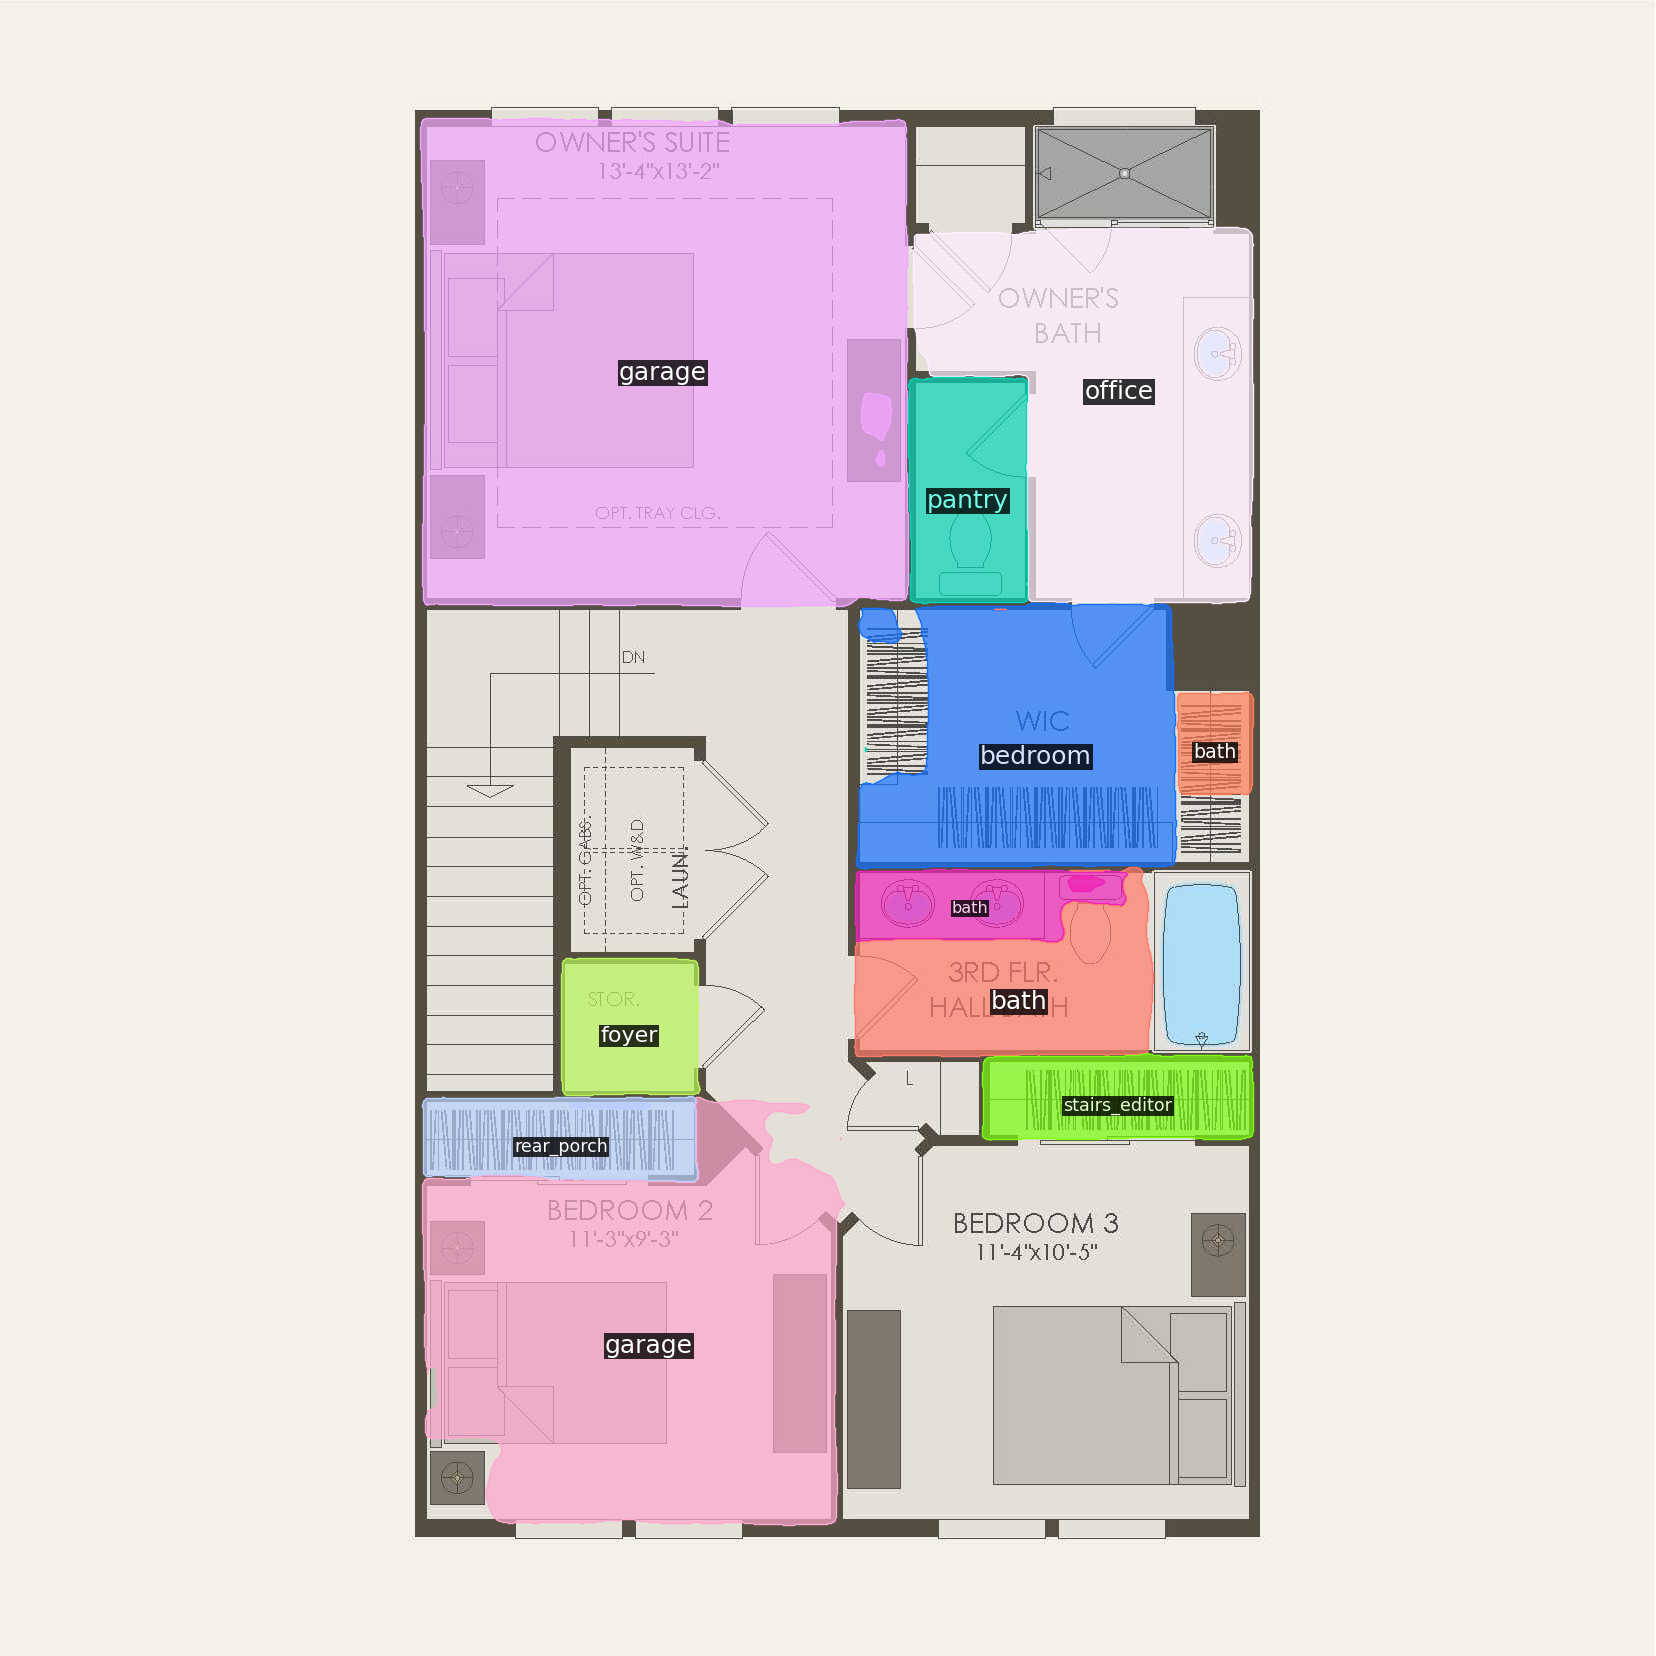 OWNER'S SUITE
13'-4"x13'-2"
garage
OPT. TRAY CLG.
OWNER'S
BATH
office
pantry
DN
WIC
bedroom
bath
OPT. CABS.
OPT. W&D
LAUN.
bath
3RD FLR.
HALL BATH
bath
STOR.
foyer
L
stairs_editor
rear_porch
BEDROOM 2
11'-3"x9'-3"
garage
BEDROOM 3
11'-4"x10'-5"